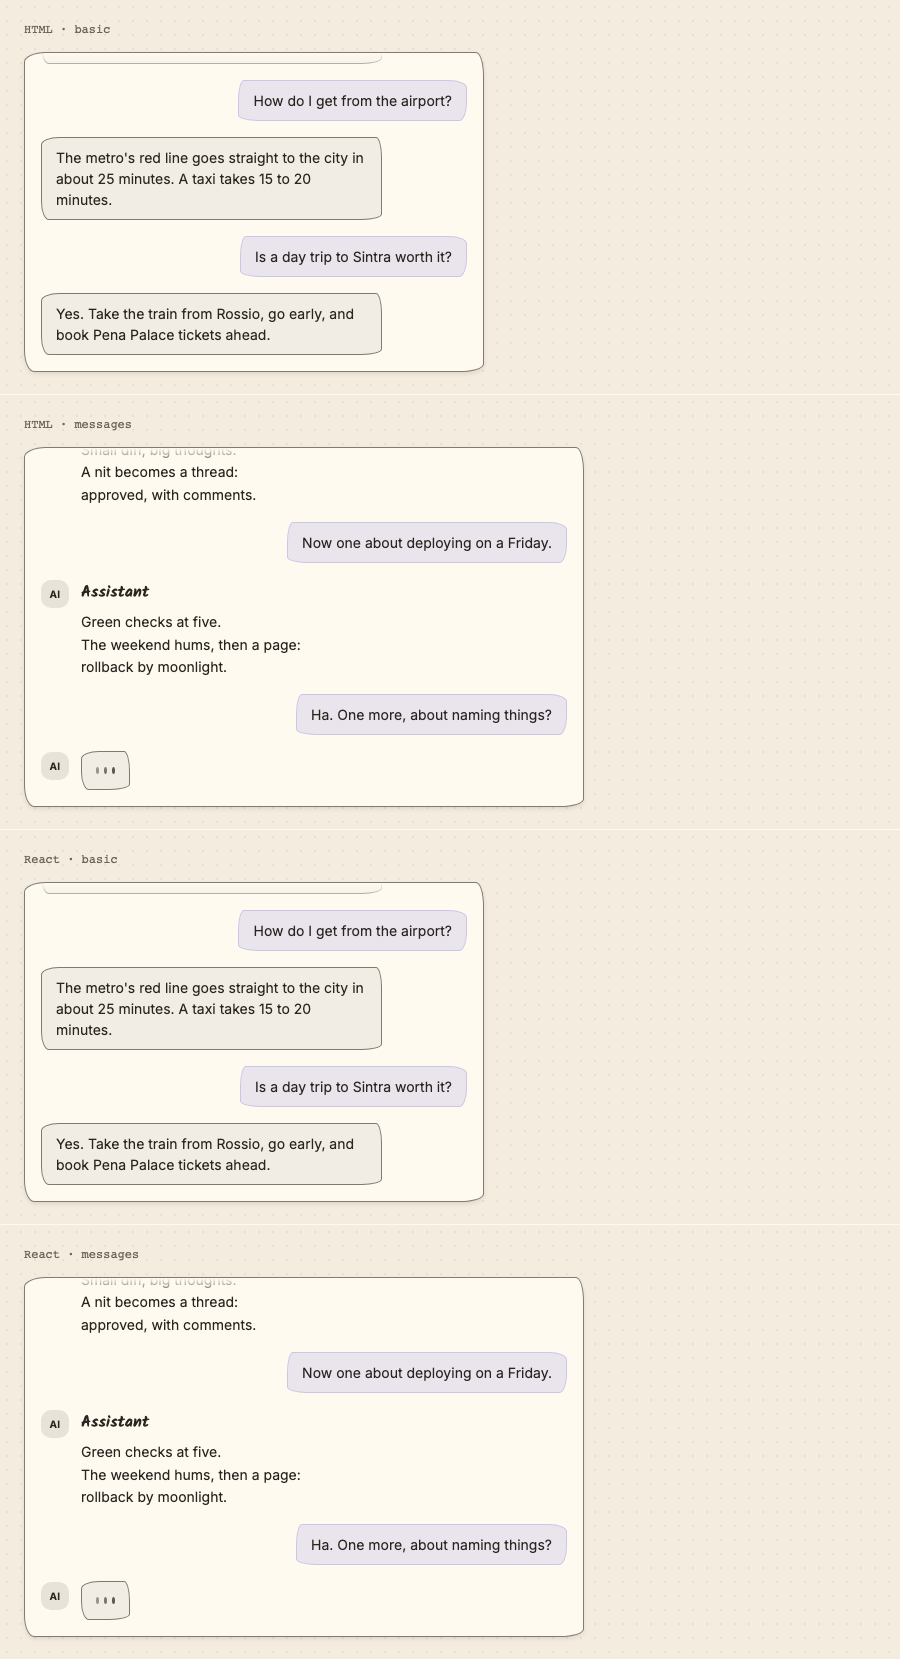 HTML · basic
How do I get from the airport?
The metro's red line goes straight to the city in
about 25 minutes. A taxi takes 15 to 20
minutes.
Is a day trip to Sintra worth it?
Yes. Take the train from Rossio, go early, and
book Pena Palace tickets ahead.
HTML · messages
Small diff, big thoughts.
A nit becomes a thread:
approved, with comments.
Now one about deploying on a Friday.
AI
Assistant
Green checks at five.
The weekend hums, then a page:
rollback by moonlight.
Ha. One more, about naming things?
AI
React · basic
How do I get from the airport?
The metro's red line goes straight to the city in
about 25 minutes. A taxi takes 15 to 20
minutes.
Is a day trip to Sintra worth it?
Yes. Take the train from Rossio, go early, and
book Pena Palace tickets ahead.
React · messages
Small diff, big thoughts.
A nit becomes a thread:
approved, with comments.
Now one about deploying on a Friday.
AI
Assistant
Green checks at five.
The weekend hums, then a page:
rollback by moonlight.
Ha. One more, about naming things?
AI